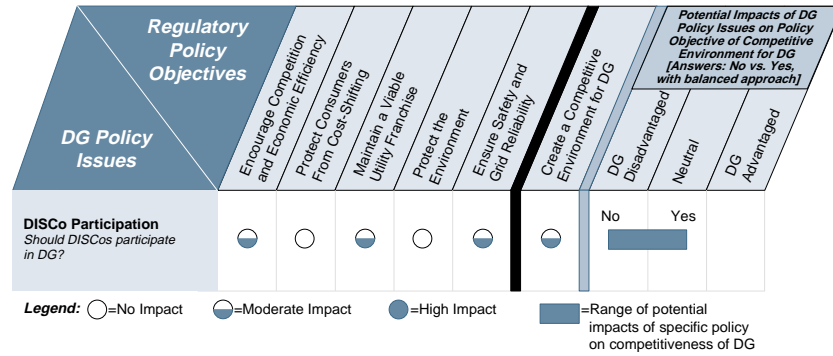 Regulatory
Policy
Objectives
DG Policy
Issues
Encourage Competition
and Economic Efficiency
Protect Consumers
From Cost-Shifting
Maintain a Viable
Utility Franchise
Protect the
Environment
Ensure Safety and
Grid Reliability
Create a Competitive
Environment for DG
Potential Impacts of DG
Policy Issues on Policy
Objective of Competitive
Environment for DG
[Answers: No vs. Yes,
with balanced approach]
DG
Disadvantaged
Neutral
DG
Advantaged
DISCo Participation
Should DISCos participate
in DG?
No Yes
Legend: =No Impact =Moderate Impact =High Impact =Range of potential
impacts of specific policy
on competitiveness of DG